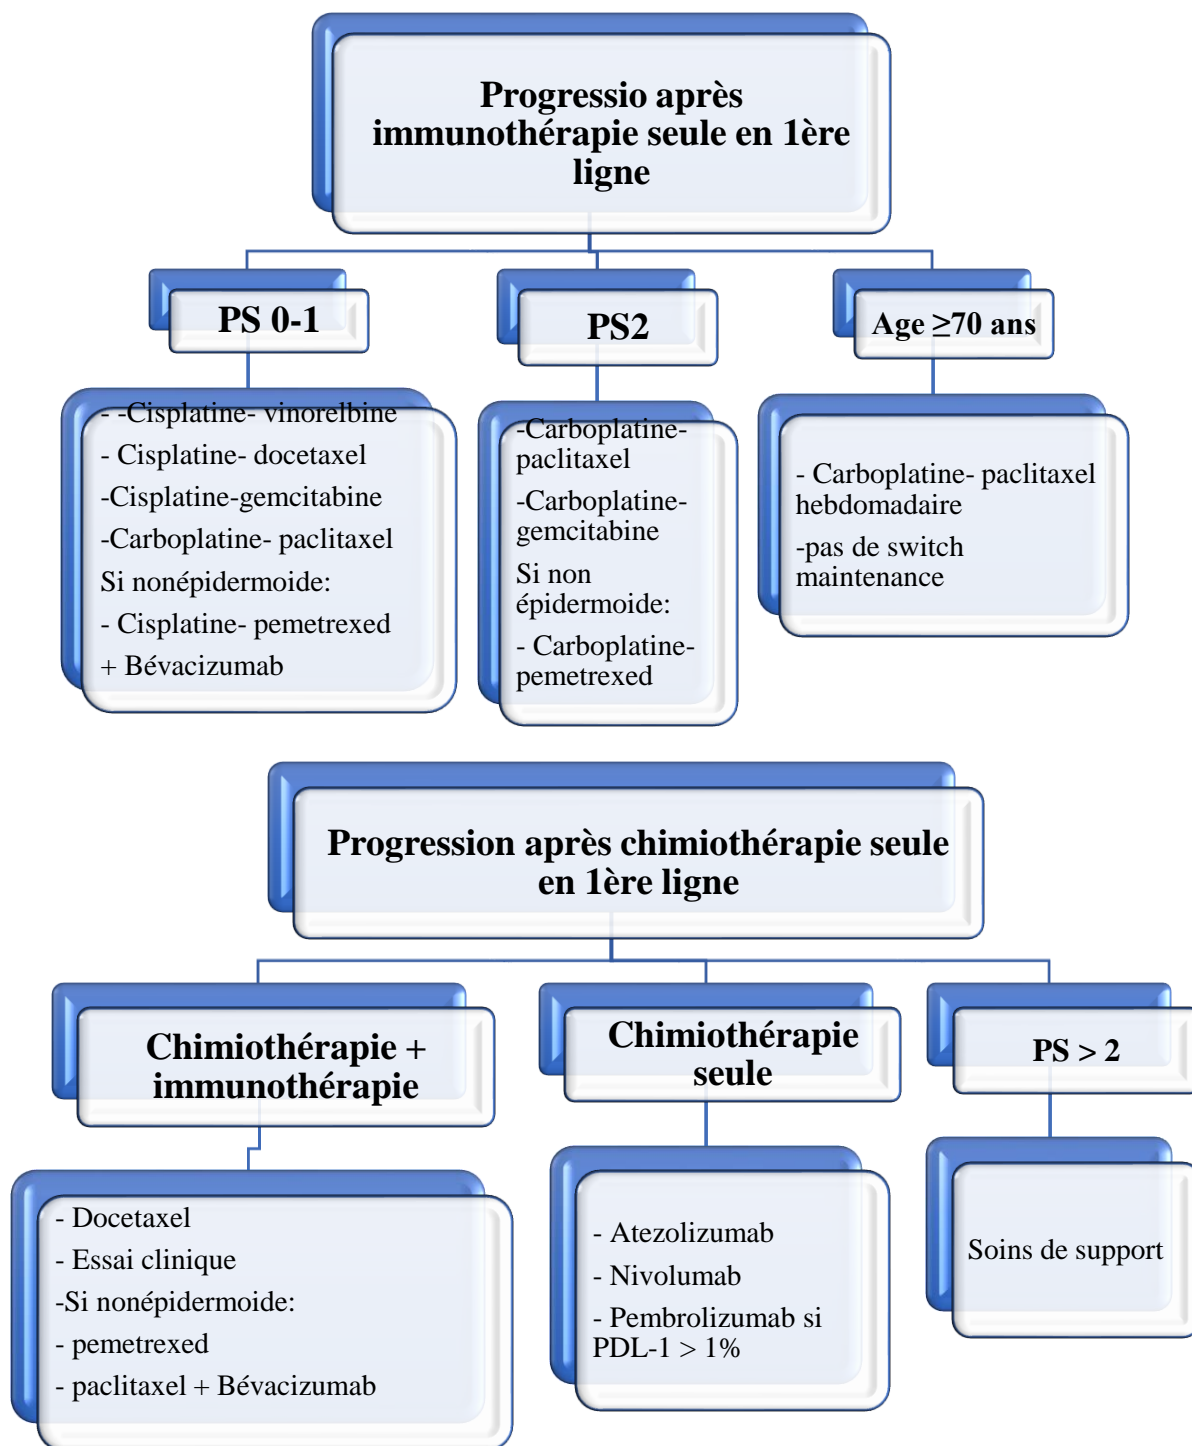 Progressio après
immunothérapie seule en 1ère
ligne
PS 0-1
PS2
Age ≥70 ans
- -Cisplatine- vinorelbine
- Cisplatine- docetaxel
-Cisplatine-gemcitabine
-Carboplatine- paclitaxel
Si nonépidermoide:
- Cisplatine- pemetrexed
+ Bévacizumab
-Carboplatine-
paclitaxel
-Carboplatine-
gemcitabine
Si non
épidermoide:
- Carboplatine-
pemetrexed
- Carboplatine- paclitaxel
hebdomadaire
-pas de switch
maintenance
Progression après chimiothérapie seule
en 1ère ligne
Chimiothérapie +
immunothérapie
Chimiothérapie
seule
PS > 2
- Docetaxel
- Essai clinique
-Si nonépidermoide:
- pemetrexed
- paclitaxel + Bévacizumab
- Atezolizumab
- Nivolumab
- Pembrolizumab si
PDL-1 > 1%
Soins de support